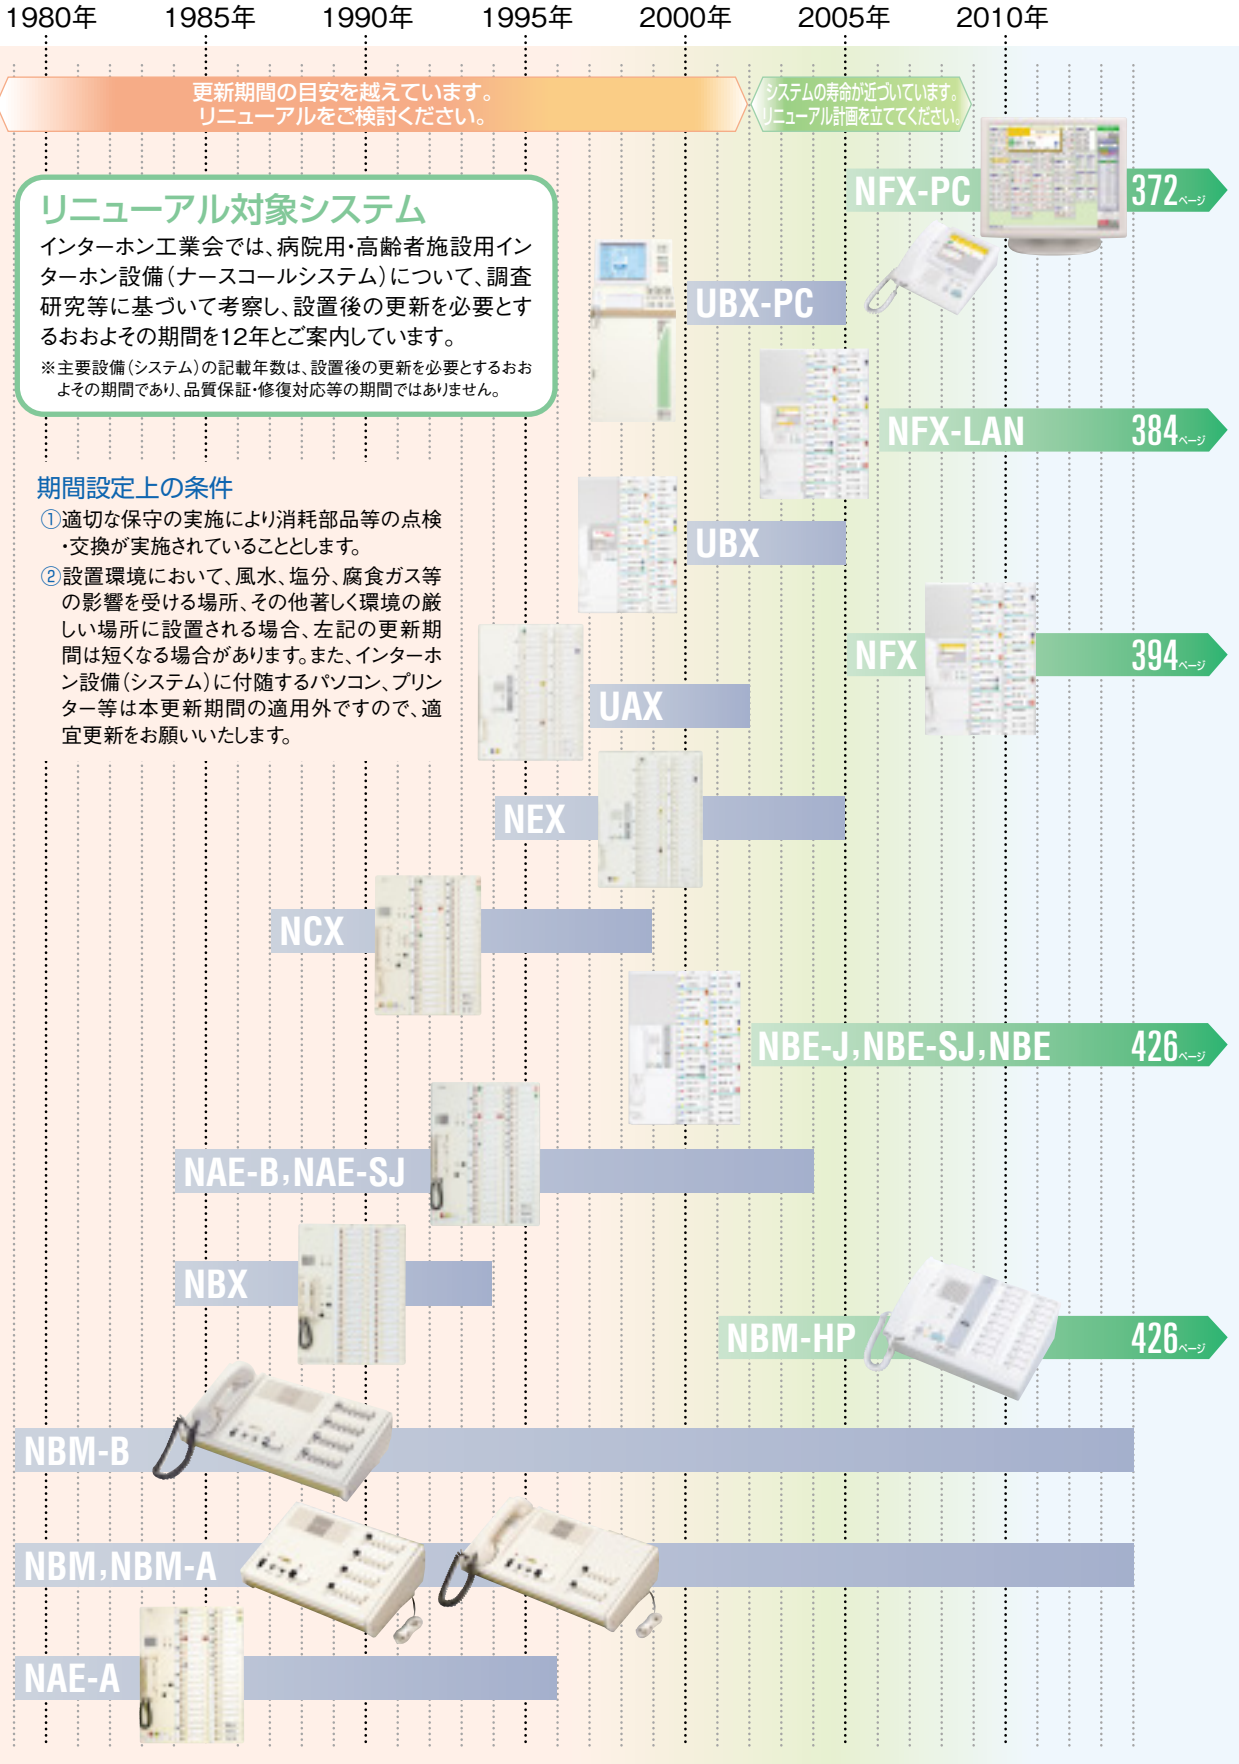 1980年 1985年 1990年 1995年 2000年 2005年 2010年
更新期間の目安を越えています。
リニューアルをご検討ください。
システムの寿命が近づいています。
リニューアル計画を立ててください。
リニューアル対象システム
インターホン工業会では、病院用・高齢者施設用イン
ターホン設備（ナースコールシステム）について、調査
研究等に基づいて考察し、設置後の更新を必要とす
るおおよその期間を12年とご案内しています。
※主要設備（システム）の記載年数は、設置後の更新を必要とするおお
よその期間であり、品質保証・修復対応等の期間ではありません。
期間設定上の条件
①適切な保守の実施により消耗部品等の点検
・交換が実施されていることとします。
②設置環境において、風水、塩分、腐食ガス等
の影響を受ける場所、その他著しく環境の厳
しい場所に設置される場合、左記の更新期
間は短くなる場合があります。また、インターホ
ン設備（システム）に付随するパソコン、プリン
ター等は本更新期間の適用外ですので、適
宜更新をお願いいたします。
NFX-PC 372ページ
UBX-PC
NFX-LAN 384ページ
UBX
NFX 394ページ
UAX
NEX
NCX
NBE-J,NBE-SJ,NBE 426ページ
NAE-B,NAE-SJ
NBX
NBM-HP 426ページ
NBM-B
NBM,NBM-A
NAE-A